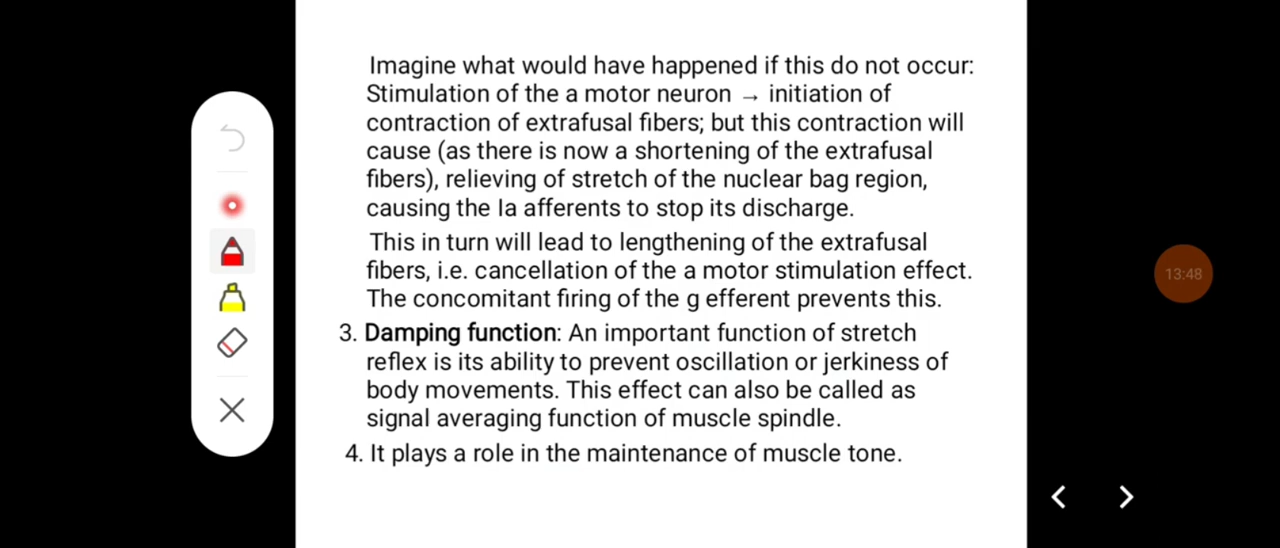 Imagine what would have happened if this do not occur:
Stimulation of the a motor neuron → initiation of
contraction of extrafusal fibers; but this contraction will
cause (as there is now a shortening of the extrafusal
fibers), relieving of stretch of the nuclear bag region,
causing the Ia afferents to stop its discharge.
This in turn will lead to lengthening of the extrafusal
fibers, i.e. cancellation of the a motor stimulation effect.
The concomitant firing of the g efferent prevents this.
3. Damping function: An important function of stretch
reflex is its ability to prevent oscillation or jerkiness of
body movements. This effect can also be called as
signal averaging function of muscle spindle.
4. It plays a role in the maintenance of muscle tone.
13:48